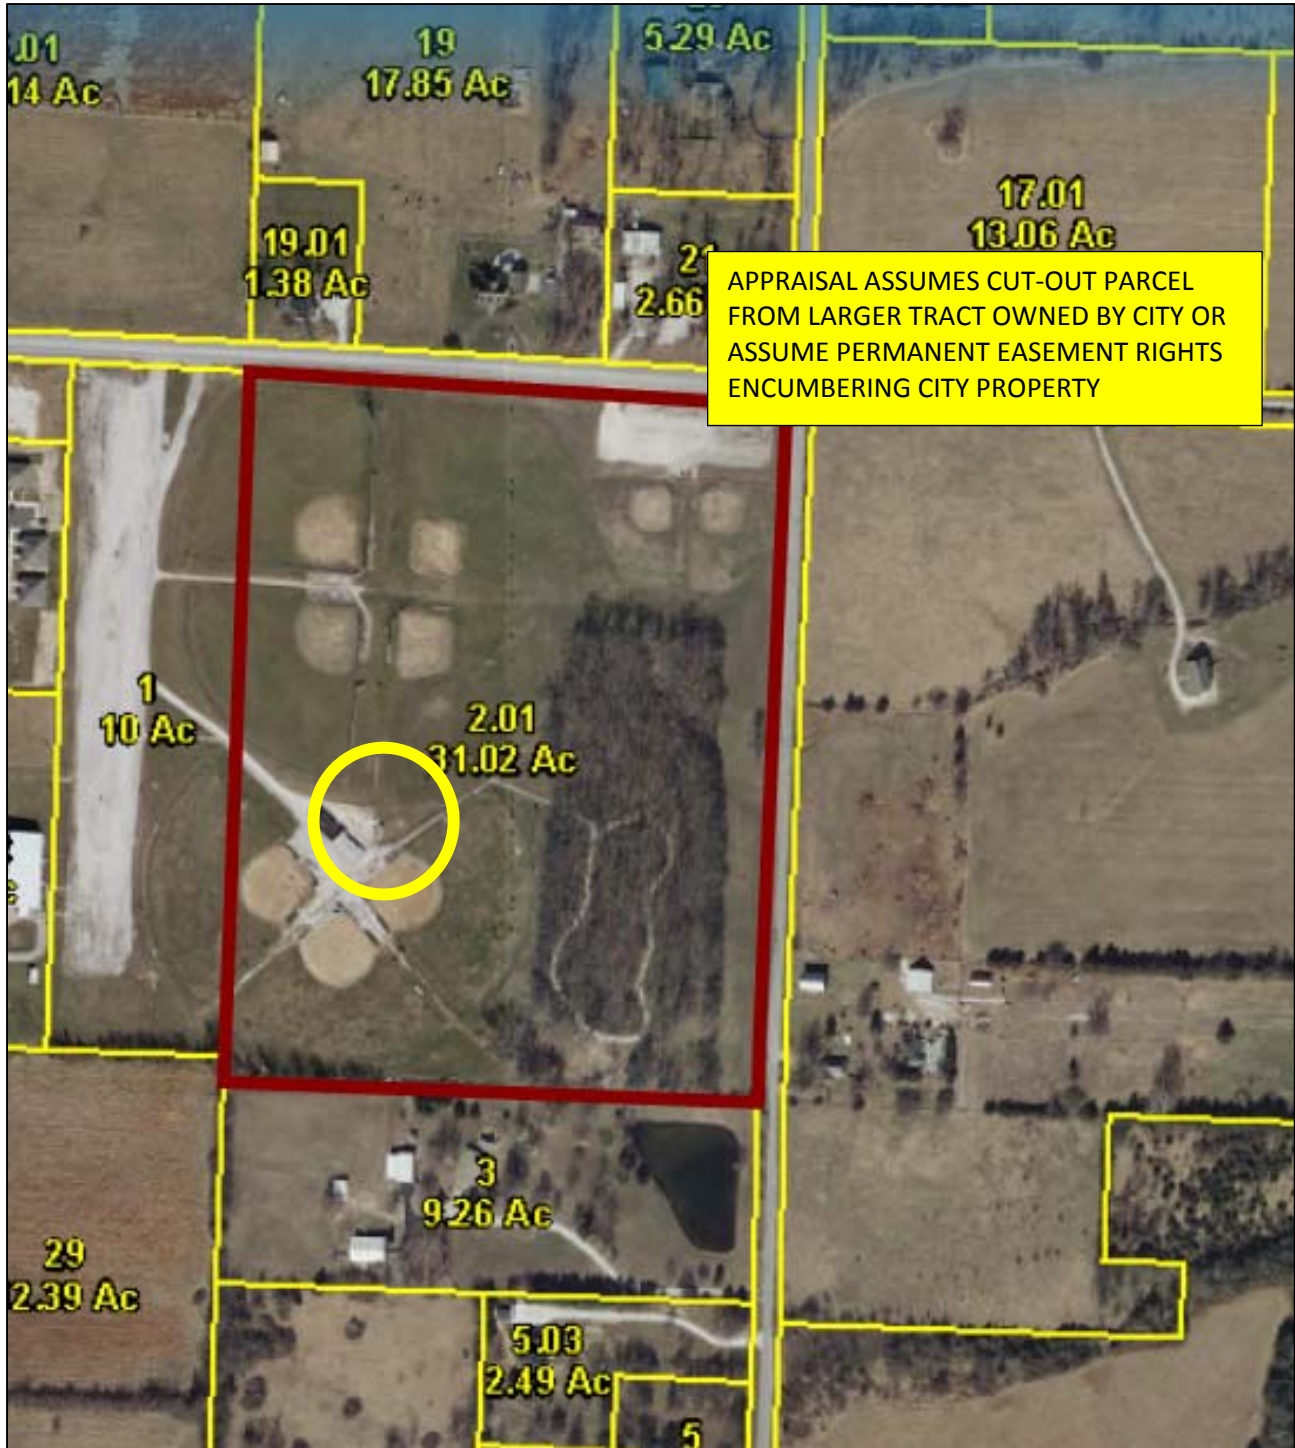 .01
14 Ac
19
17.85 Ac
5.29 Ac
17.01
13.06 Ac
19.01
1.38 Ac
2.66
APPRAISAL ASSUMES CUT-OUT PARCEL
FROM LARGER TRACT OWNED BY CITY OR
ASSUME PERMANENT EASEMENT RIGHTS
ENCUMBERING CITY PROPERTY
1
10 Ac
2.01
31.02 Ac
3
9.26 Ac
29
2.39 Ac
5.03
2.49 Ac
5